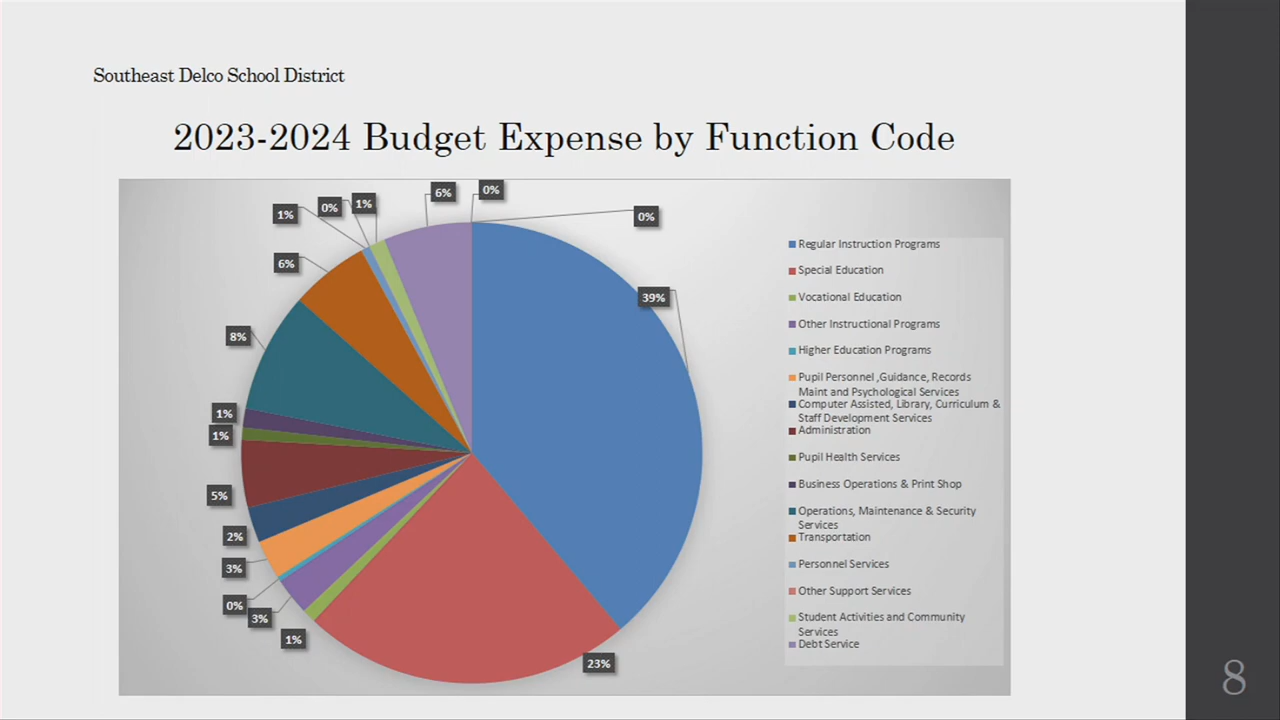 Southeast Delco School District
2023-2024 Budget Expense by Function Code
6%
0%
1%
0%
1%
0%
6%
39%
8%
1%
1%
5%
2%
3%
0%
3%
1%
23%
Regular Instruction Programs
Special Education
Vocational Education
Other Instructional Programs
Higher Education Programs
Pupil Personnel ,Guidance, Records
Maint and Psychological Services
Computer Assisted, Library, Curriculum &
Staff Development Services
Administration
Pupil Health Services
Business Operations & Print Shop
Operations, Maintenance & Security
Services
Transportation
Personnel Services
Other Support Services
Student Activities and Community
Services
Debt Service
8